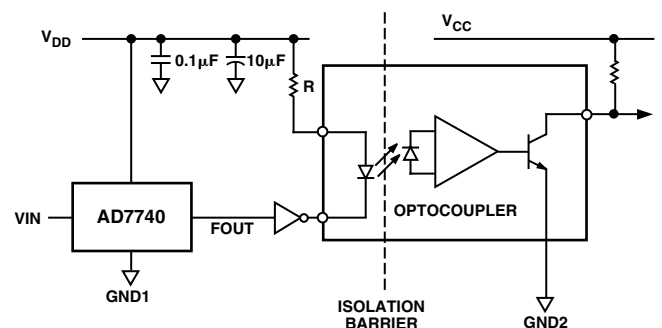 VDD
VCC
0.1μF
10μF
R
VIN
AD7740
FOUT
OPTOCOUPLER
GND1
ISOLATION
BARRIER
GND2